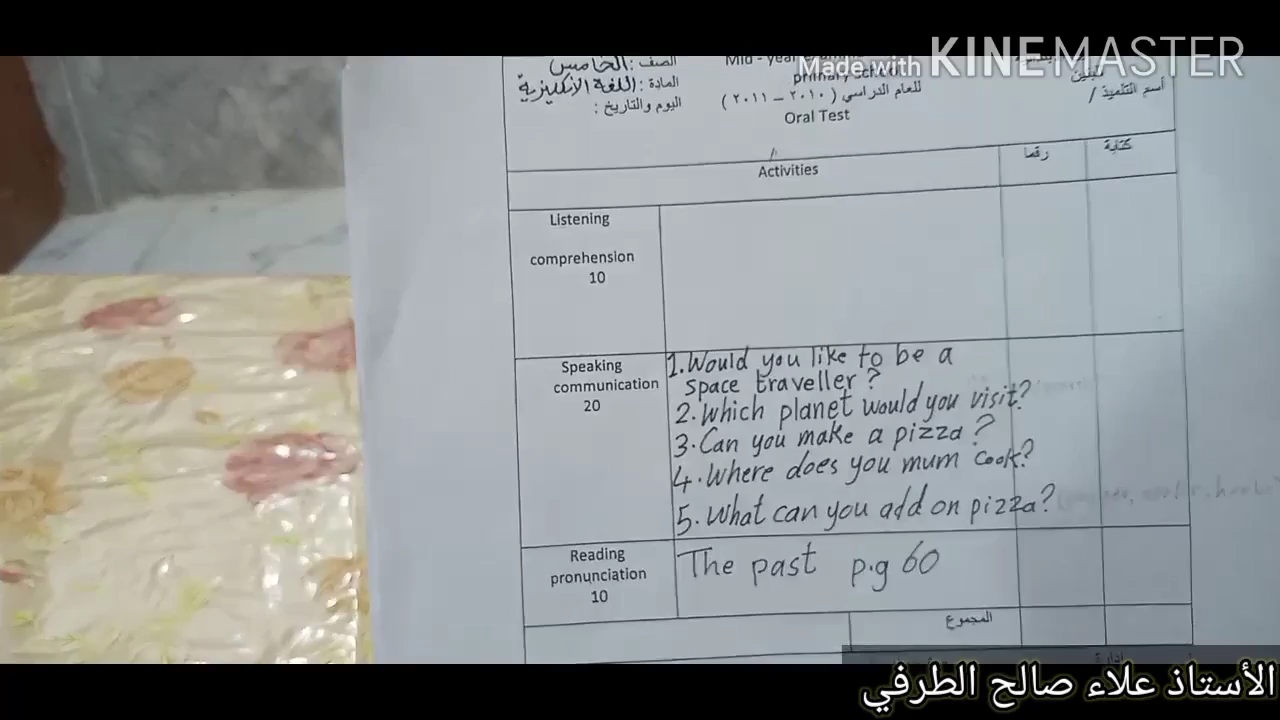 Made with KINEMASTER
الصف : الخامس
Mid - year
المادة : اللغة الانكليزية
primary school
اليوم والتاريخ :
للعام الدراسي ( ٢٠١٠ – ٢٠١١ )
أسم التلميذ /
Oral Test
Activities
رقما
كتابة
Listening
comprehension
10
Speaking
communication
20
1. Would you like to be a
space traveller ?
2. Which planet would you visit?
3. Can you make a pizza ?
4. Where does you mum cook?
5. What can you add on pizza?
Reading
pronunciation
10
The past p.g 60
المجموع
الأستاذ علاء صالح الطرفي